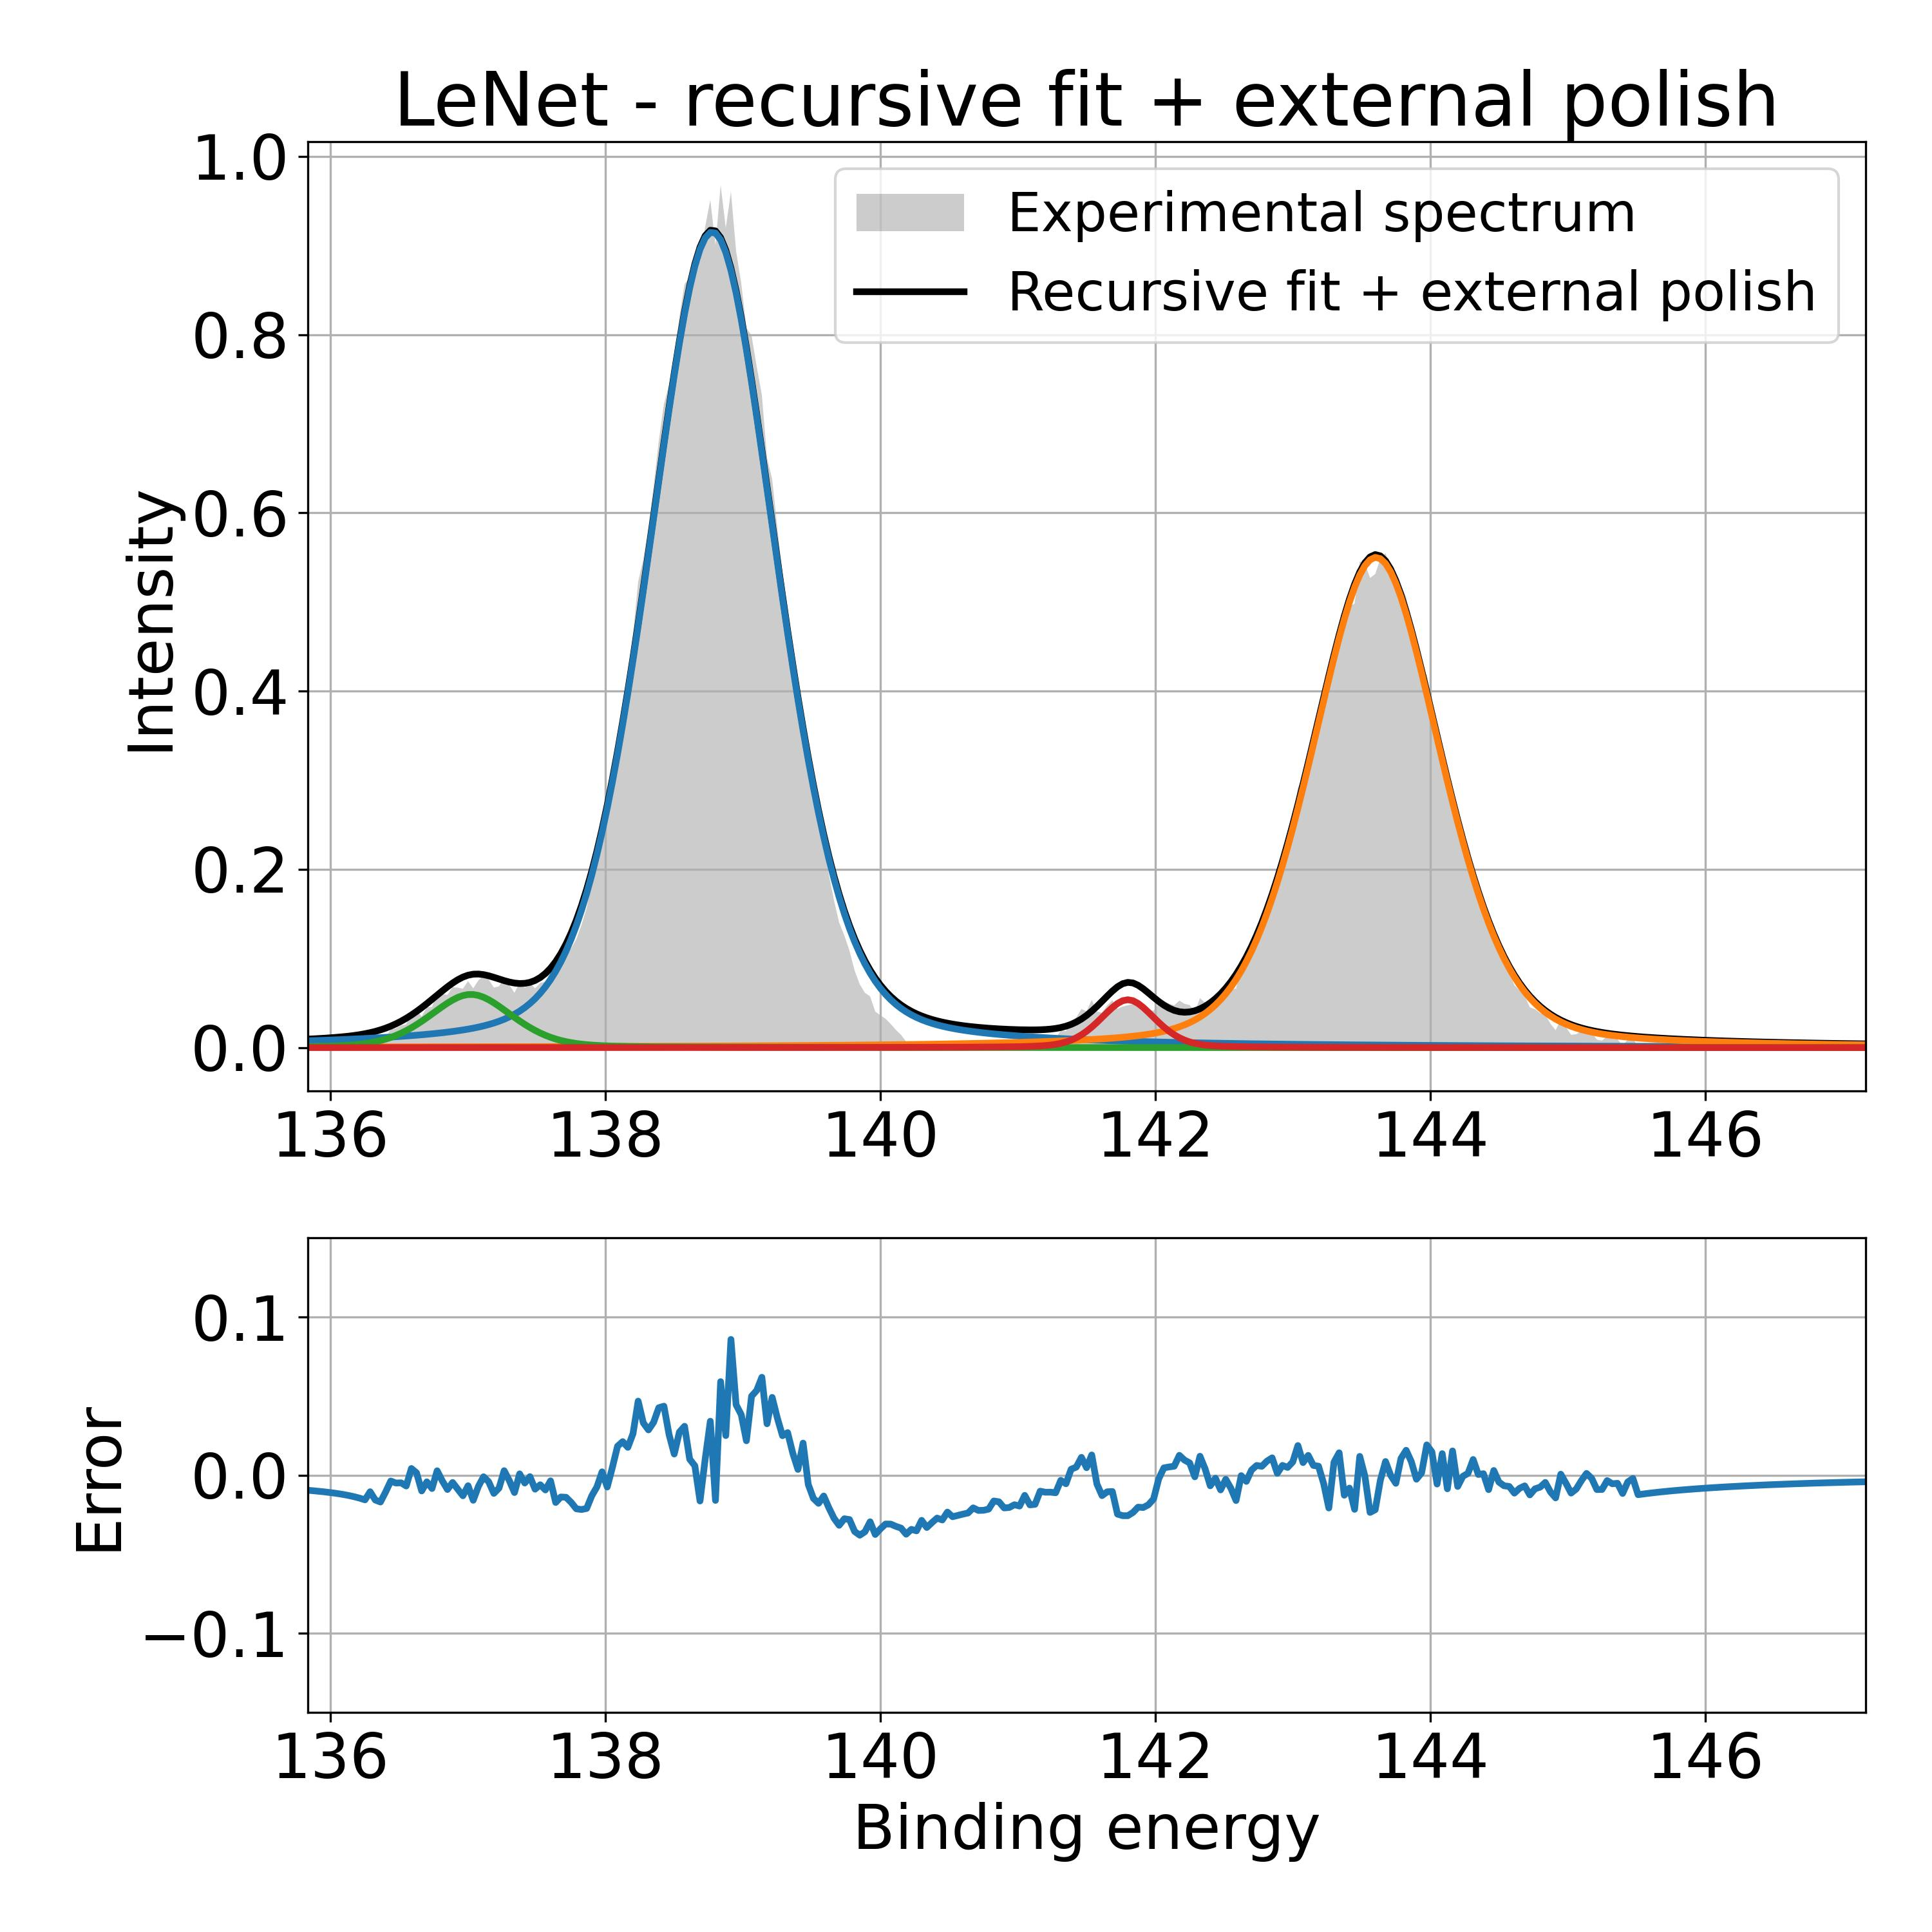 LeNet - recursive fit + external polish
1.0
0.8
0.6
0.4
0.2
0.0
Intensity
Experimental spectrum
Recursive fit + external polish
136 138 140 142 144 146
0.1
0.0
−0.1
Error
136 138 140 142 144 146
Binding energy